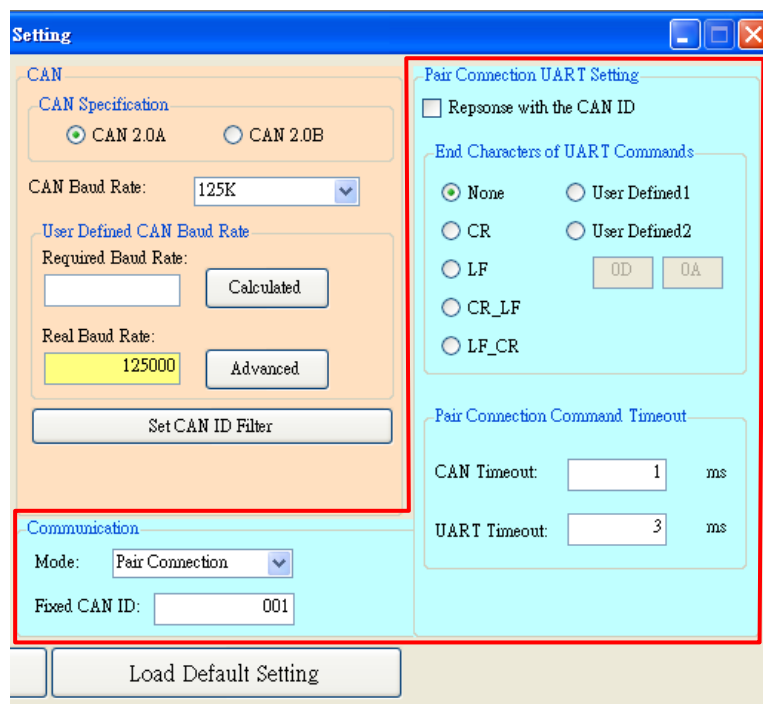 Setting
CAN
CAN Specification
CAN 2.0A
CAN 2.0B
CAN Baud Rate:
125K
User Defined CAN Baud Rate
Required Baud Rate:
Calculated
Real Baud Rate:
125000
Advanced
Set CAN ID Filter
Communication
Mode:
Pair Connection
Fixed CAN ID:
001
Pair Connection UART Setting
Repsonse with the CAN ID
End Characters of UART Commands
None
User Defined1
CR
User Defined2
LF
0D
0A
CR_LF
LF_CR
Pair Connection Command Timeout
CAN Timeout:
1
ms
UART Timeout:
3
ms
Load Default Setting